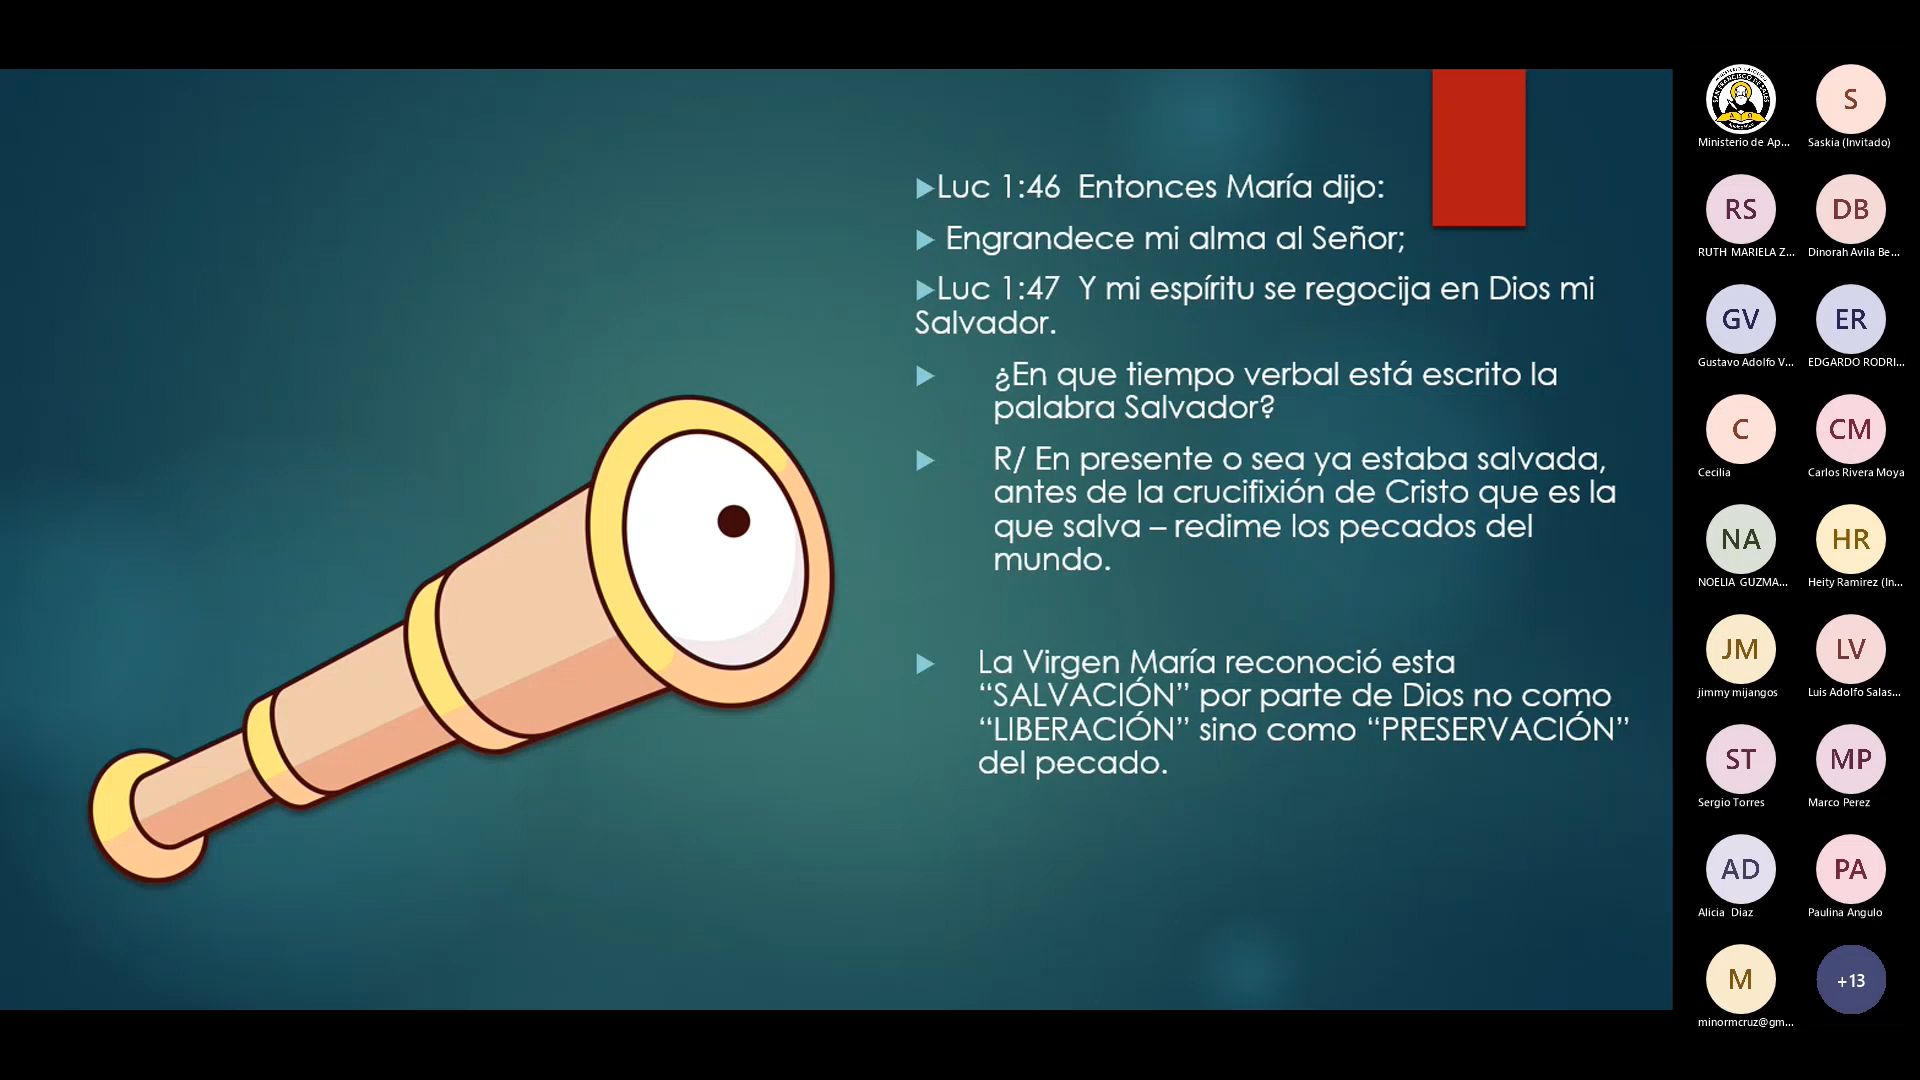 ▶Luc 1:46  Entonces María dijo:
▶ Engrandece mi alma al Señor;
▶Luc 1:47  Y mi espíritu se regocija en Dios mi
Salvador.
▶ ¿En que tiempo verbal está escrito la
palabra Salvador?
▶ R/ En presente o sea ya estaba salvada,
antes de la crucifixión de Cristo que es la
que salva – redime los pecados del
mundo.
▶ La Virgen María reconoció esta
“SALVACIÓN” por parte de Dios no como
“LIBERACIÓN” sino como “PRESERVACIÓN”
del pecado.
Ministerio de Ap...
S
Saskia (Invitado)
RS
RUTH MARIELA Z...
DB
Dinorah Avila Be...
GV
Gustavo Adolfo V...
ER
EDGARDO RODRI...
C
Cecilia
CM
Carlos Rivera Moya
NA
NOELIA GUZMA...
HR
Heity Ramirez (In...
JM
jimmy mijangos
LV
Luis Adolfo Salas...
ST
Sergio Torres
MP
Marco Perez
AD
Alicia Diaz
PA
Paulina Angulo
M
minormcruz@gm...
+13